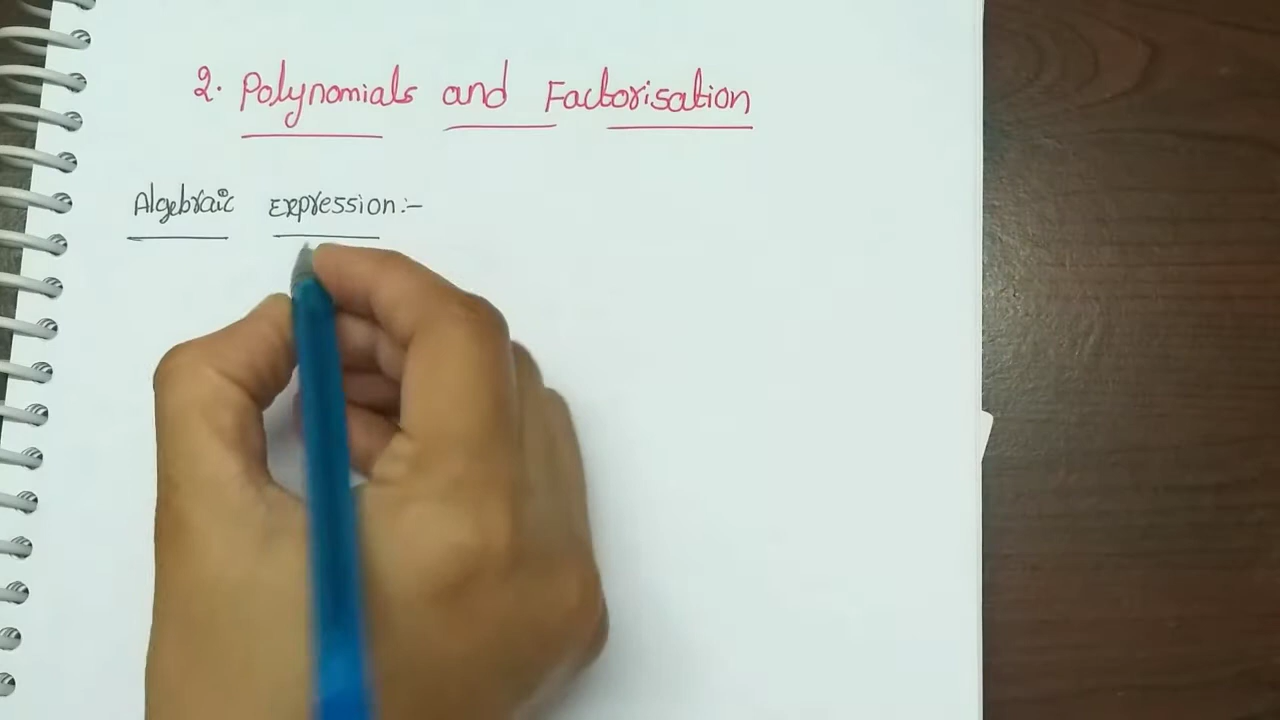 2. Polynomials and Factorisation
Algebraic Expression:-